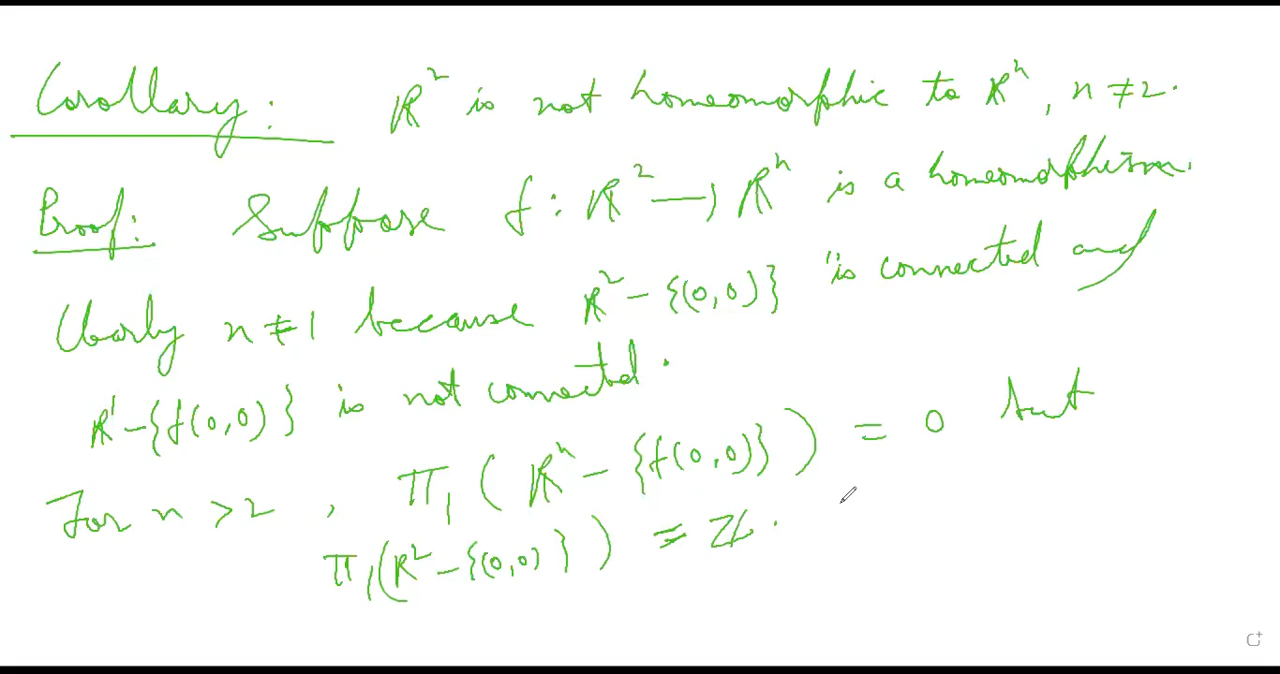 Corollary: ℝ² is not homeomorphic to ℝⁿ, n ≠ 2.
Proof: Suppose f: ℝ² ⟶ ℝⁿ is a homeomorphism.
Clearly n ≠ 1 because ℝ² - {(0,0)} is connected and
ℝ¹ - {f(0,0)} is not connected.
For n > 2, π₁(ℝⁿ - {f(0,0)}) = 0 but
π₁(ℝ² - {(0,0)}) = ℤ.